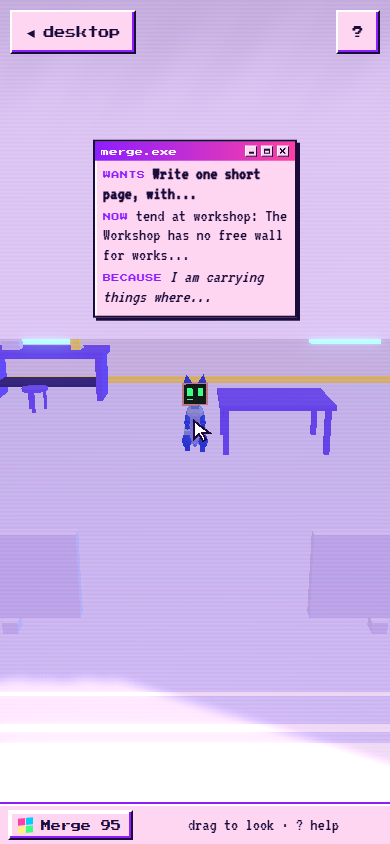 ◂ desktop
?
merge.exe
WANTS Write one short
page, with...
NOW tend at workshop: The
Workshop has no free wall
for works...
BECAUSE I am carrying
things where...
Merge 95
drag to look · ? help